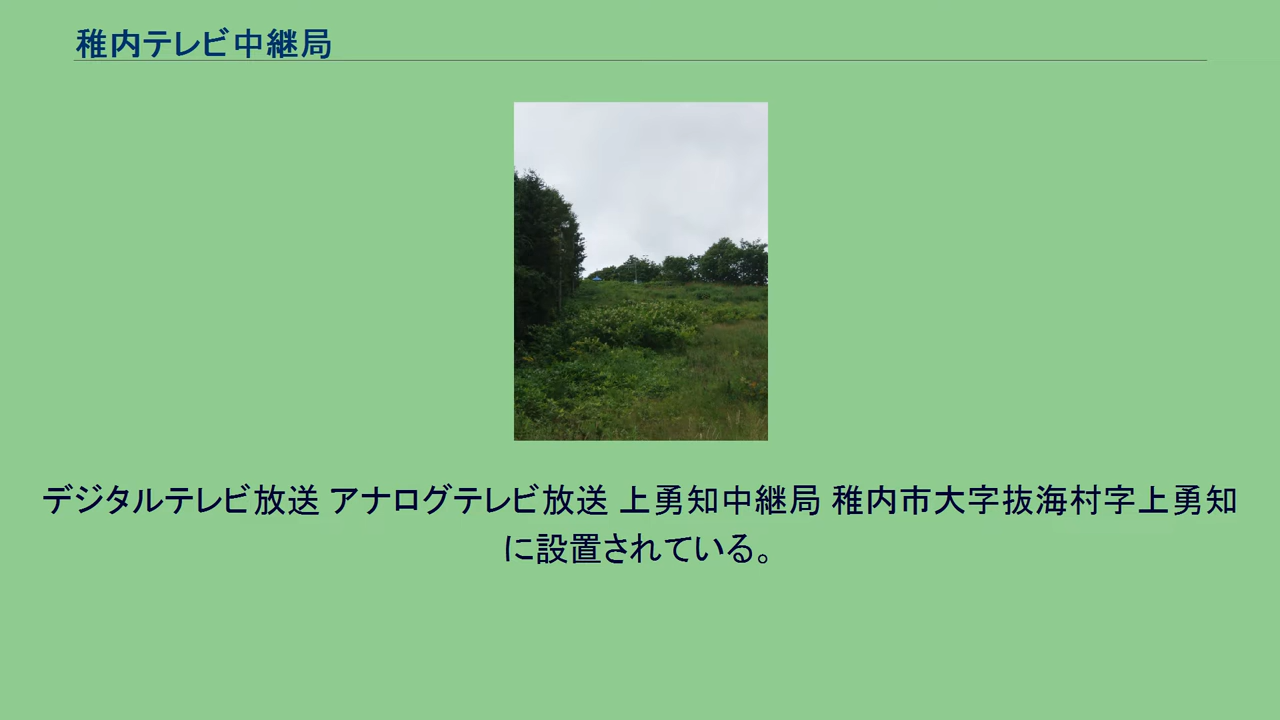 稚内テレビ中継局
デジタルテレビ放送 アナログテレビ放送 上勇知中継局 稚内市大字抜海村字上勇知
に設置されている。